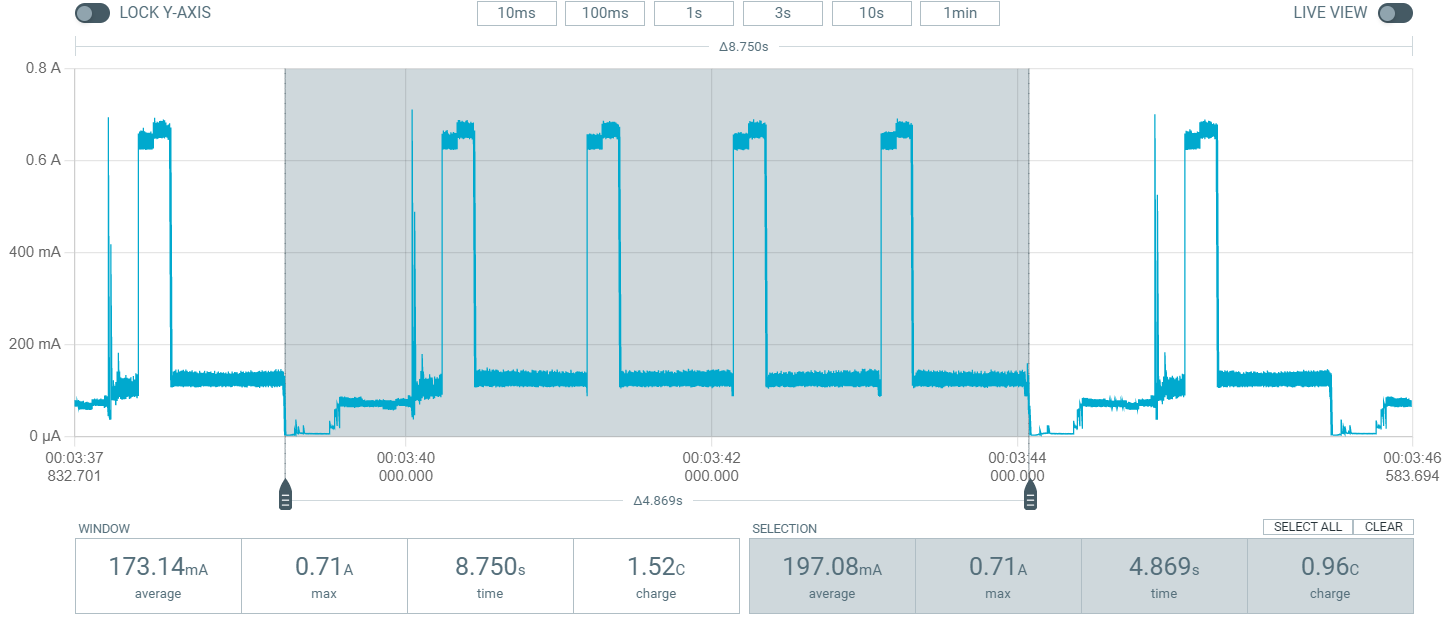 LOCK Y-AXIS 10ms 100ms 1s 3s 10s 1min LIVE VIEW
Δ8.750s
0.8 A
0.6 A
400 mA
200 mA
0 µA
00:03:37 00:03:40 00:03:42 00:03:44 00:03:46
832.701 000.000 000.000 000.000 583.694
Δ4.869s
WINDOW SELECTION SELECT ALL CLEAR
173.14mA 0.71A 8.750s 1.52C 197.08mA 0.71A 4.869s 0.96C
average max time charge average max time charge